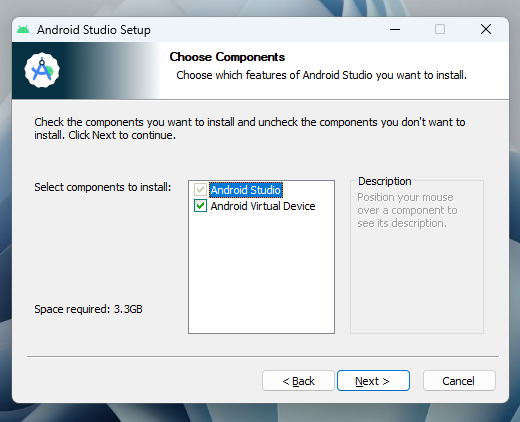 Android Studio Setup
Choose Components
Choose which features of Android Studio you want to install.
Check the components you want to install and uncheck the components you don't want to
install. Click Next to continue.
Select components to install:
Android Studio
Android Virtual Device
Description
Position your mouse
over a component to
see its description.
Space required: 3.3GB
< Back
Next >
Cancel